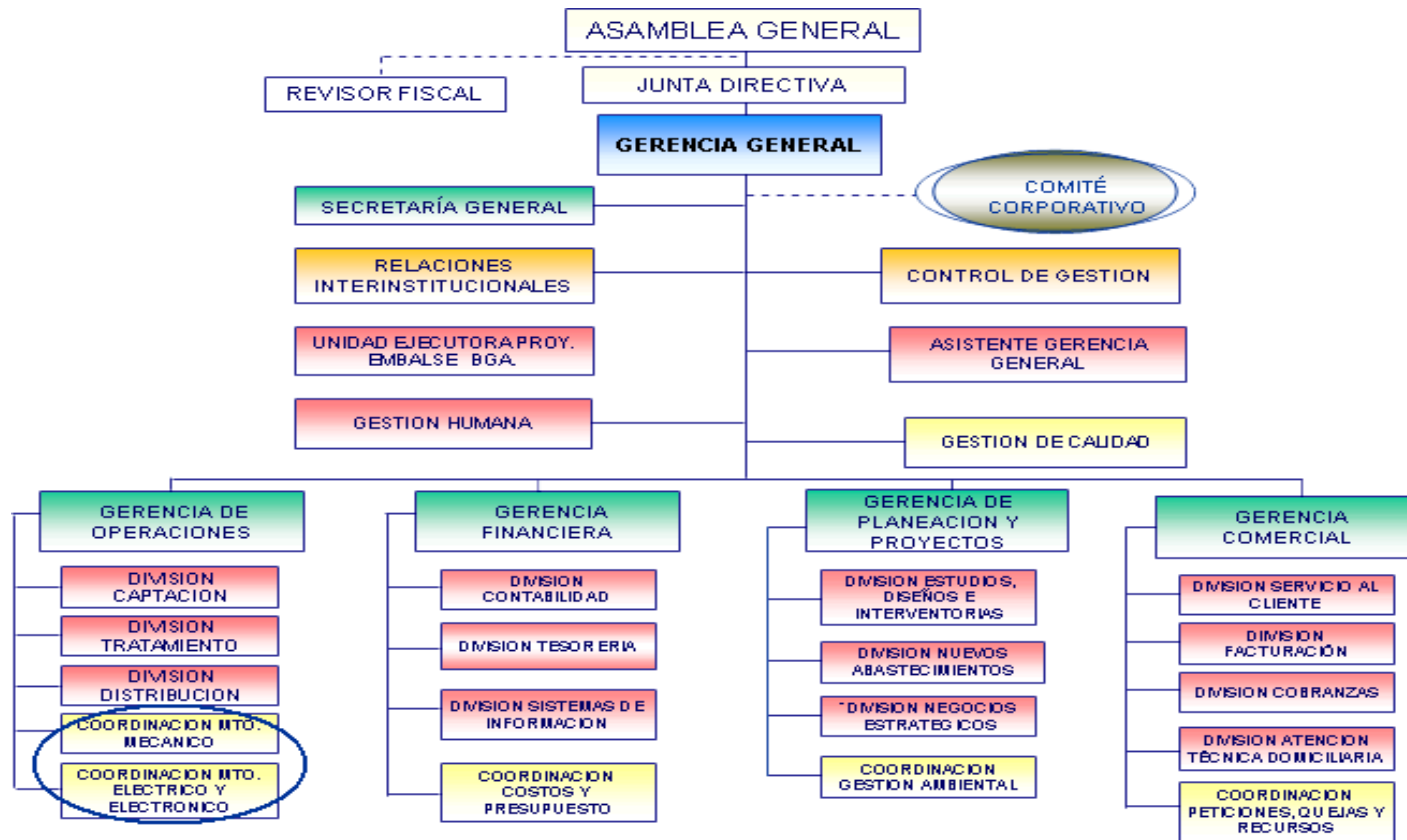 ASAMBLEA GENERAL
REVISOR FISCAL
JUNTA DIRECTIVA
GERENCIA GENERAL
COMITÉ
CORPORATIVO
SECRETARÍA GENERAL
RELACIONES
INTERINSTITUCIONALES
CONTROL DE GESTION
UNIDAD EJECUTORA PROY.
EMBALSE BGA.
ASISTENTE GERENCIA
GENERAL
GESTION HUMANA
GESTION DE CALIDAD
GERENCIA DE
OPERACIONES
DIVISION
CAPTACION
DIVISION
TRATAMIENTO
DIVISION
DISTRIBUCION
COORDINACION MTO.
MECANICO
COORDINACION MTO.
ELECTRICO Y
ELECTRONICO
GERENCIA
FINANCIERA
DIVISION
CONTABILIDAD
DIVISION TESORERIA
DIVISION SISTEMAS DE
INFORMACION
COORDINACION
COSTOS Y
PRESUPUESTO
GERENCIA DE
PLANEACION Y
PROYECTOS
DIVISION ESTUDIOS,
DISEÑOS E
INTERVENTORIAS
DIVISION NUEVOS
ABASTECIMIENTOS
¨DIVISION NEGOCIOS
ESTRATEGICOS
COORDINACION
GESTION AMBIENTAL
GERENCIA
COMERCIAL
DIVISION SERVICIO AL
CLIENTE
DIVISION
FACTURACIÓN
DIVISION COBRANZAS
DIVISION ATENCION
TÉCNICA DOMICILIARIA
COORDINACION
PETICIONES, QUEJAS Y
RECURSOS